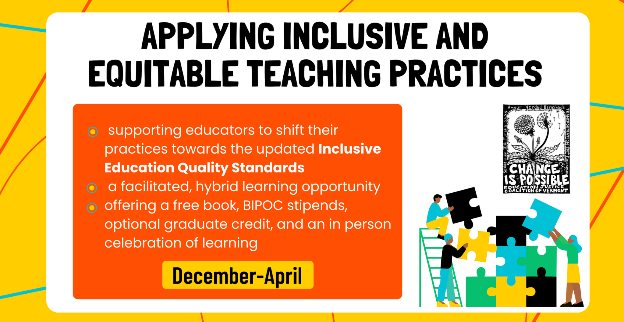 APPLYING INCLUSIVE AND
EQUITABLE TEACHING PRACTICES
supporting educators to shift their
practices towards the updated Inclusive
Education Quality Standards
a facilitated, hybrid learning opportunity
offering a free book, BIPOC stipends,
optional graduate credit, and an in person
celebration of learning
December-April
CHANGE
IS POSSIBLE
EDUCATION JUSTICE
COALITION OF VERMONT